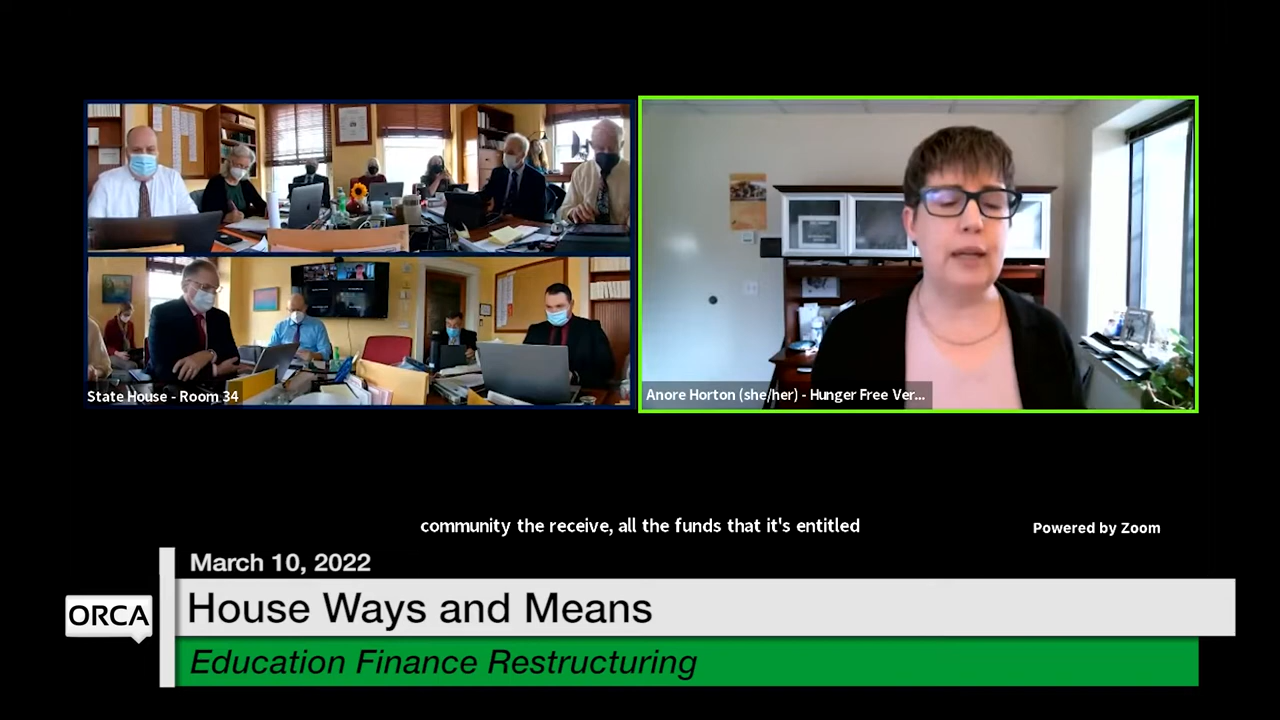 State House - Room 34
Anore Horton (she/her) - Hunger Free Ver...
community the receive, all the funds that it's entitled
Powered by Zoom
March 10, 2022
House Ways and Means
ORCA
Education Finance Restructuring